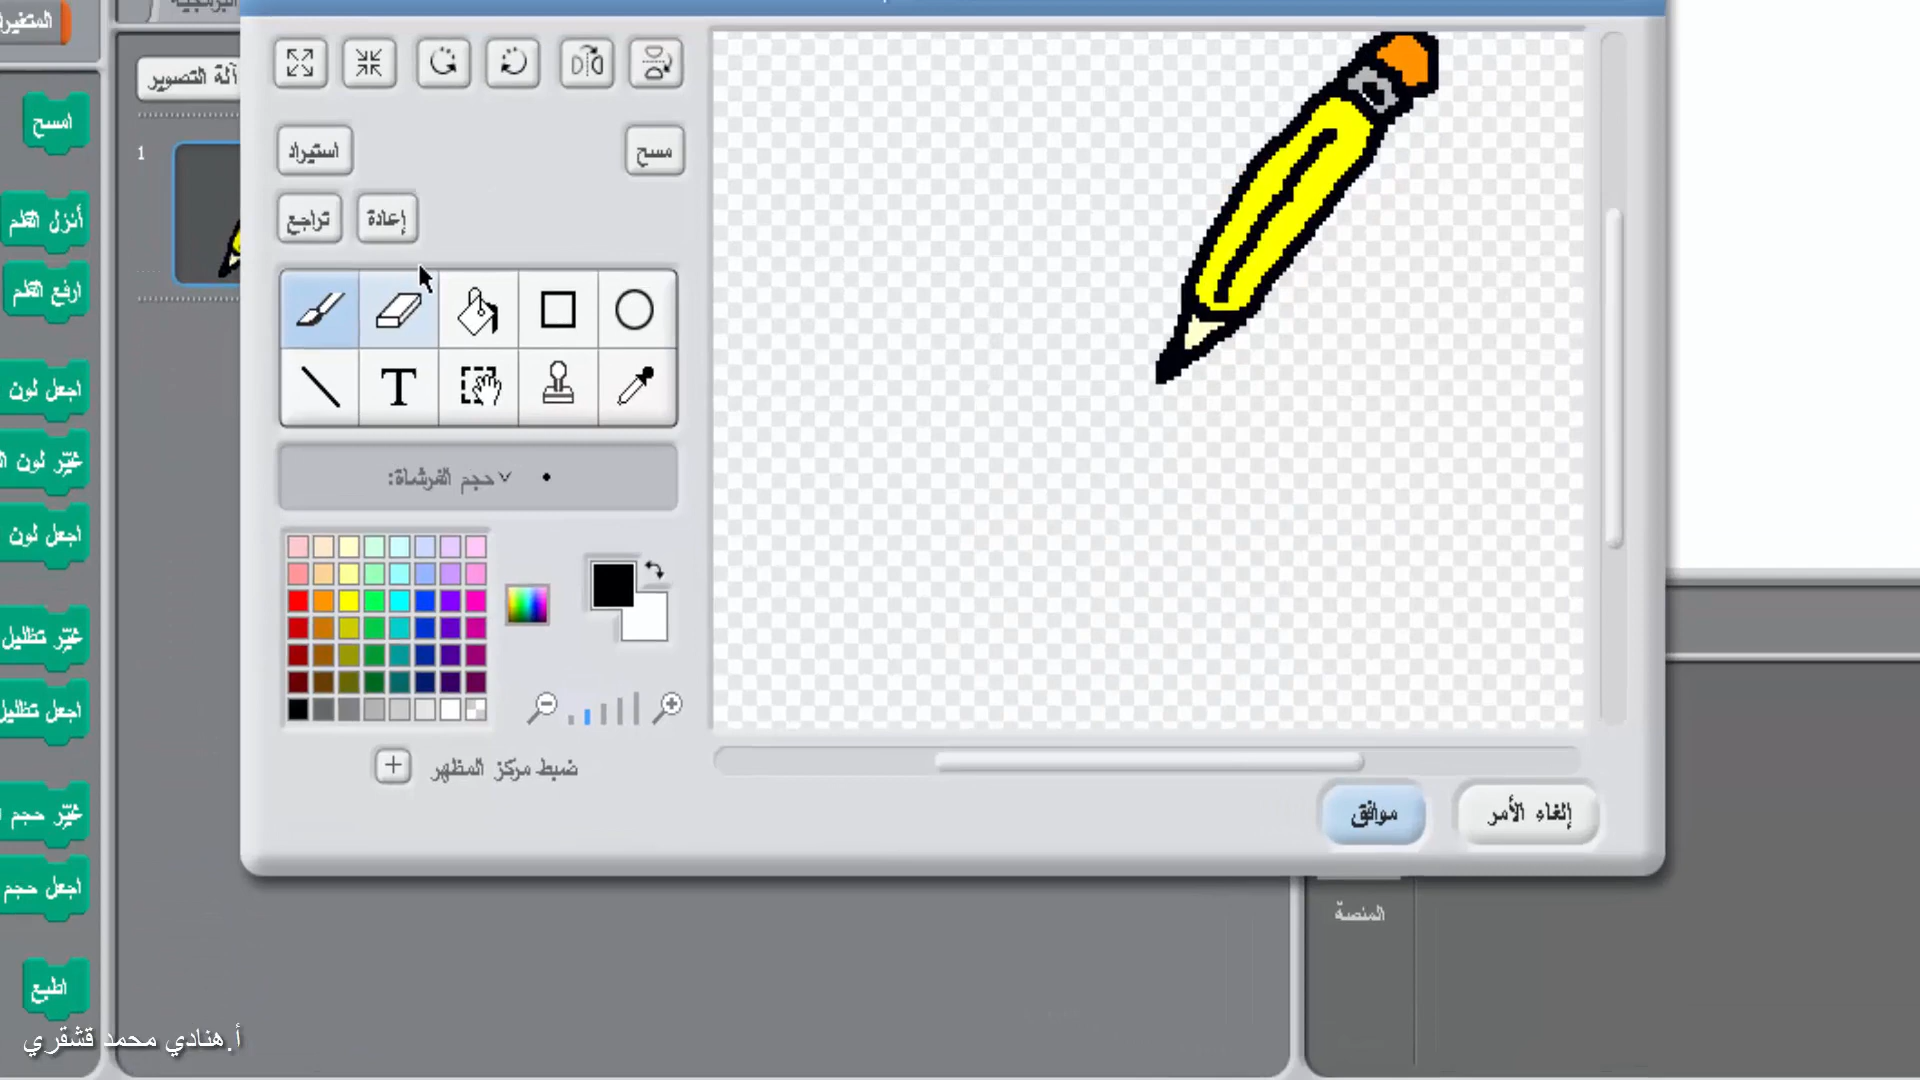 آلة التصوير
1
امسح
أنزل القلم
ارفع القلم
اجعل لون
غيّر لون
اجعل لون
غيّر تظليل
اجعل تظليل
غيّر حجم
اجعل حجم
اطبع
استيراد
مسح
تراجع
إعادة
T
حجم الفرشاة:
ضبط مركز المظهر
موافق
إلغاء الأمر
المنصة
أ.هنادي محمد قشقري